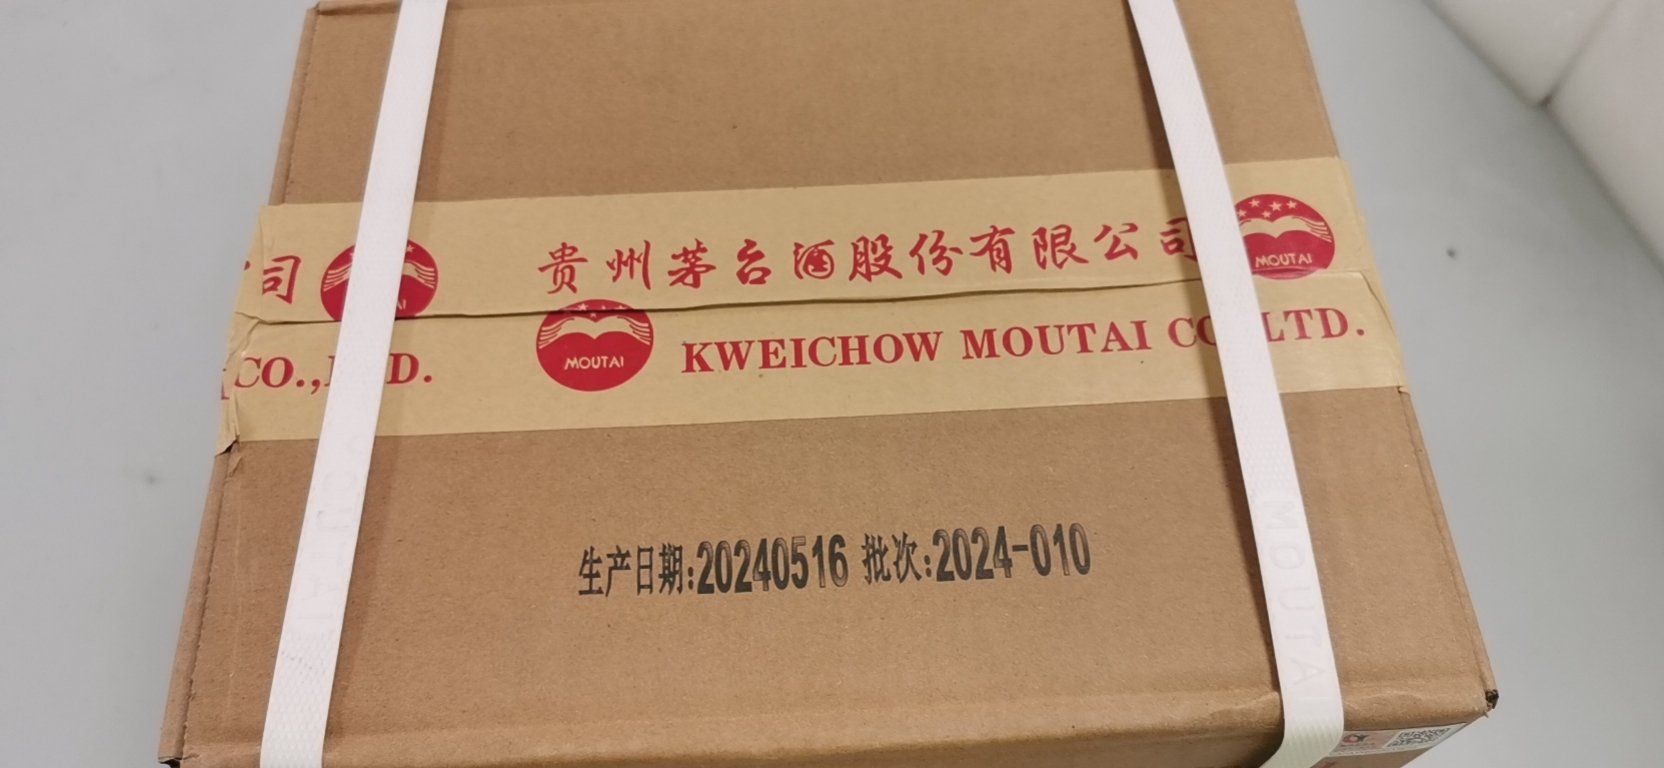 司
贵州茅台酒股份有限公司
MOUTAI
MOUTAI
KWEICHOW MOUTAI CO LTD.
CO., D.
生产日期:20240516 批次:2024-010
MOUTAI